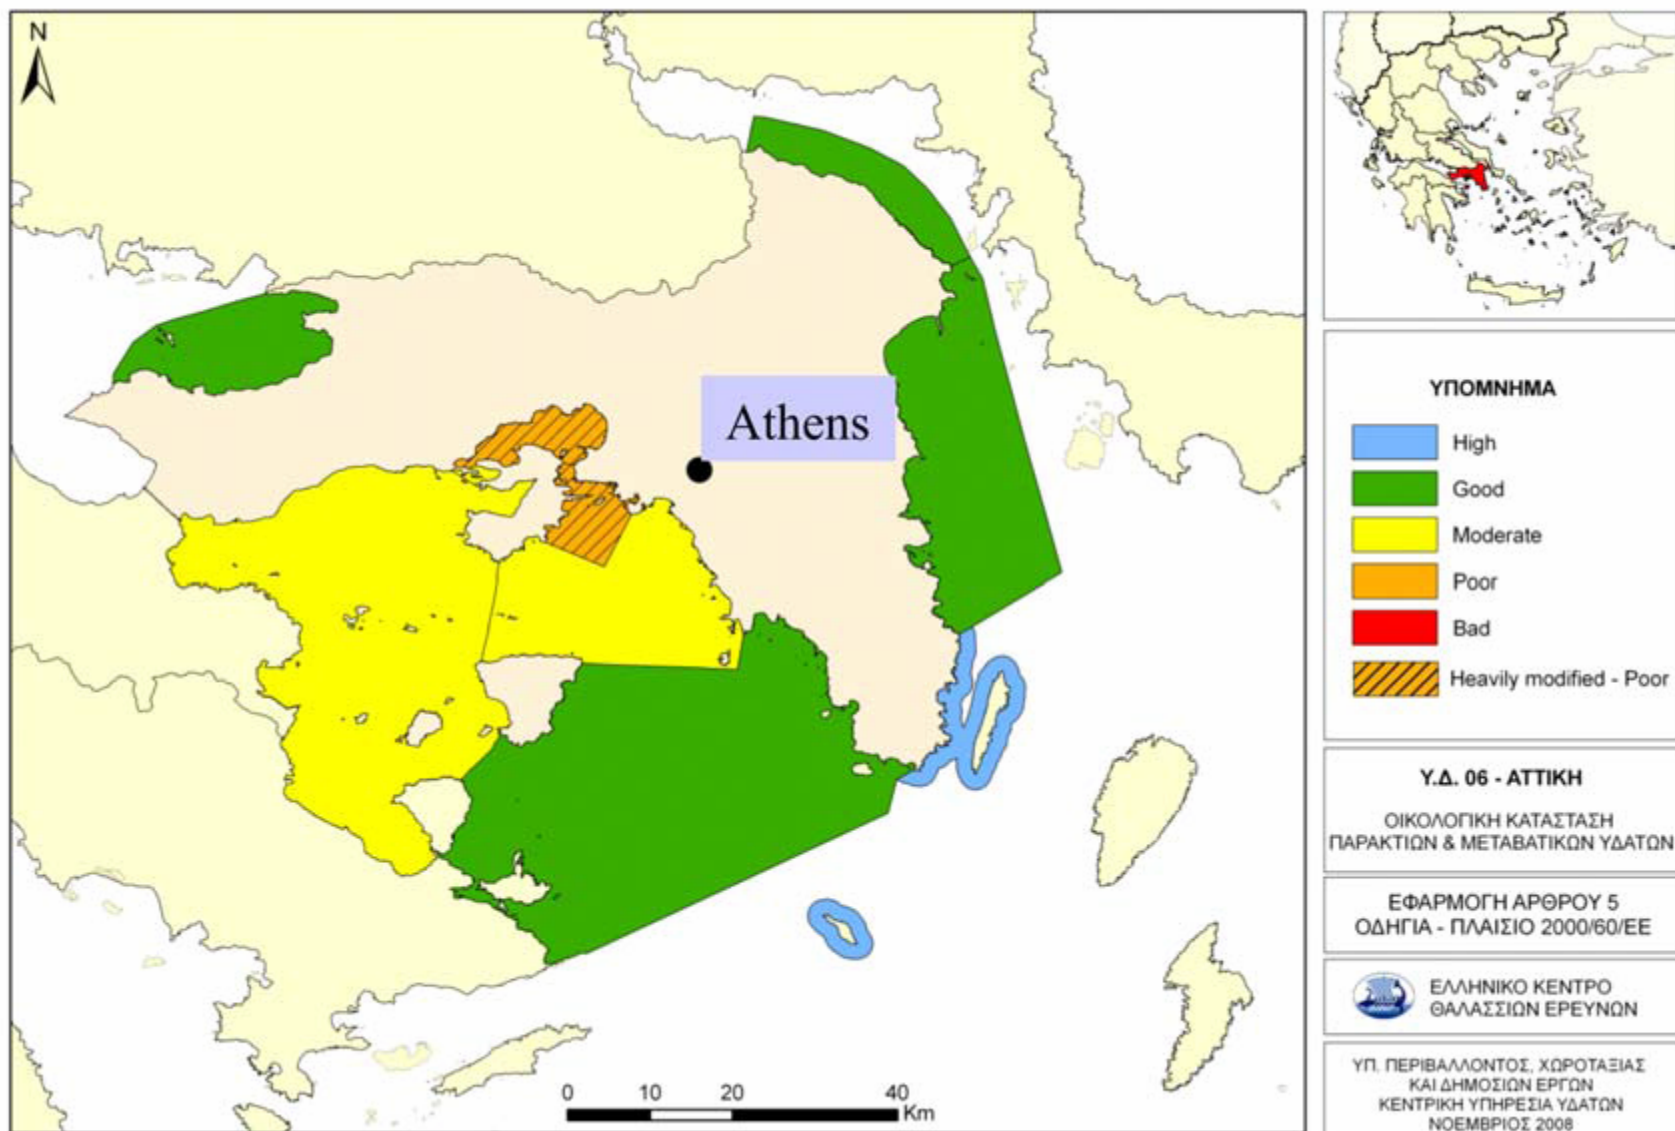 N
Athens
0 10 20 40
Km
ΥΠΟΜΝΗΜΑ
High
Good
Moderate
Poor
Bad
Heavily modified - Poor
Υ.Δ. 06 - ΑΤΤΙΚΗ
ΟΙΚΟΛΟΓΙΚΗ ΚΑΤΑΣΤΑΣΗ
ΠΑΡΑΚΤΙΩΝ & ΜΕΤΑΒΑΤΙΚΩΝ ΥΔΑΤΩΝ
ΕΦΑΡΜΟΓΗ ΑΡΘΡΟΥ 5
ΟΔΗΓΙΑ - ΠΛΑΙΣΙΟ 2000/60/ΕΕ
ΕΛΛΗΝΙΚΟ ΚΕΝΤΡΟ
ΘΑΛΑΣΣΙΩΝ ΕΡΕΥΝΩΝ
ΥΠ. ΠΕΡΙΒΑΛΛΟΝΤΟΣ, ΧΩΡΟΤΑΞΙΑΣ
ΚΑΙ ΔΗΜΟΣΙΩΝ ΕΡΓΩΝ
ΚΕΝΤΡΙΚΗ ΥΠΗΡΕΣΙΑ ΥΔΑΤΩΝ
ΝΟΕΜΒΡΙΟΣ 2008